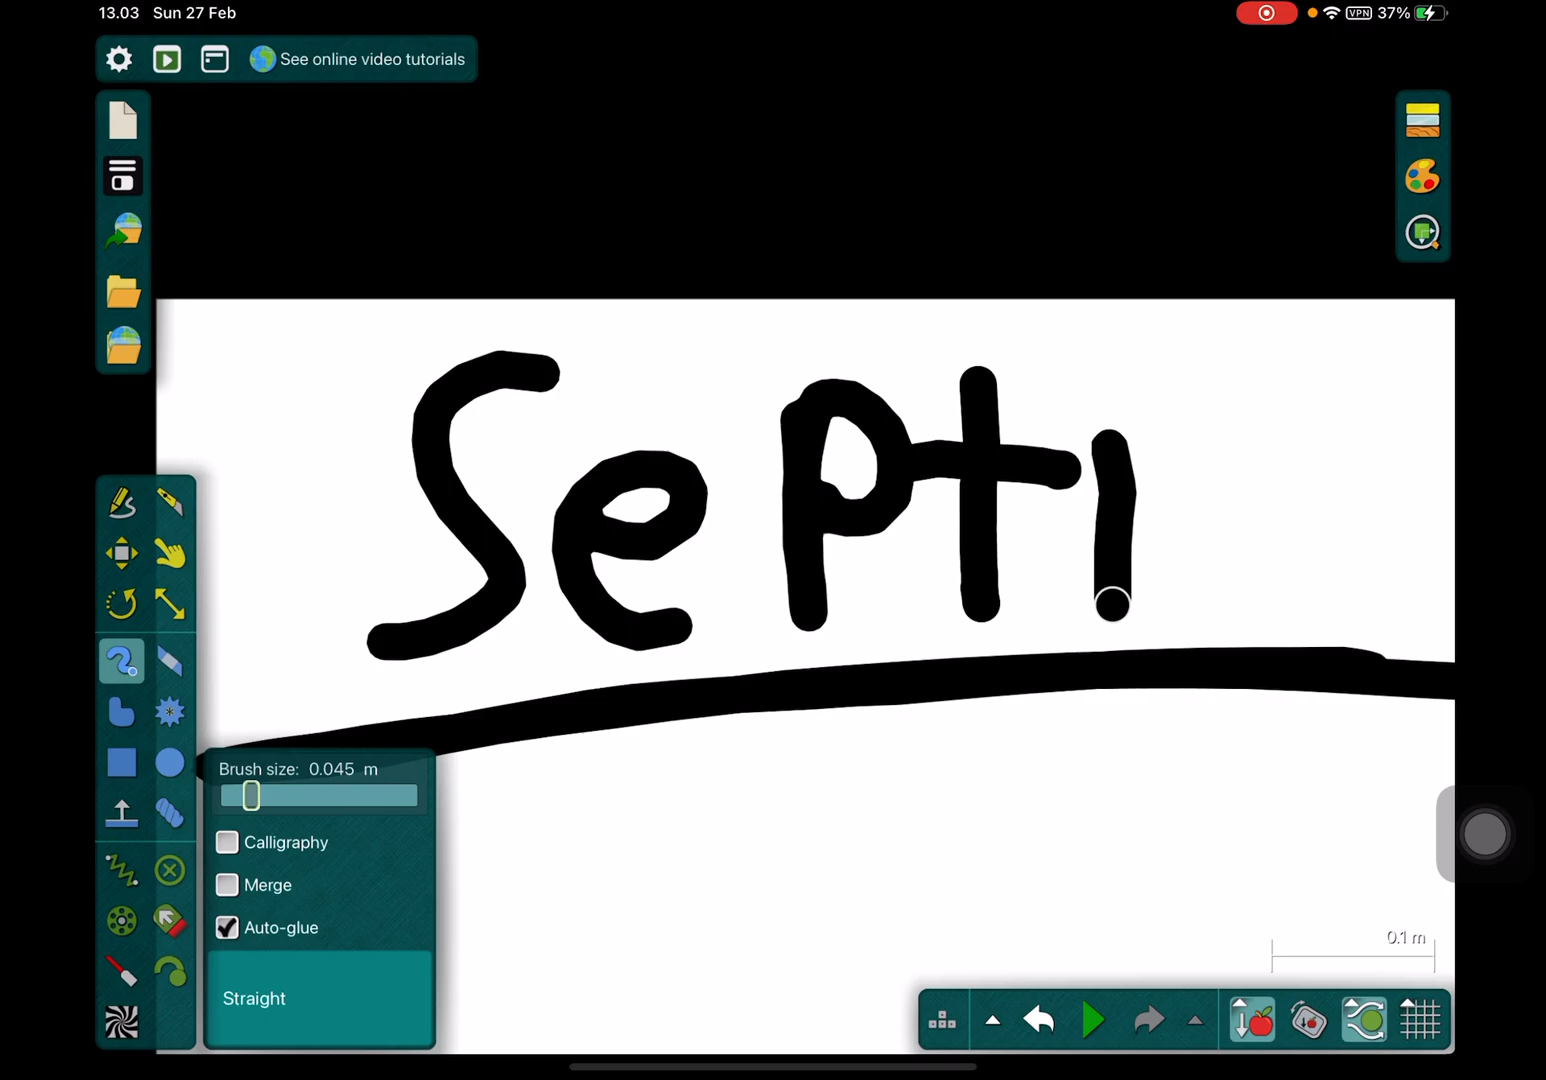 13.03 Sun 27 Feb VPN 37%
See online video tutorials
Septi
Brush size: 0.045 m
Calligraphy
Merge
Auto-glue
Straight
0.1 m